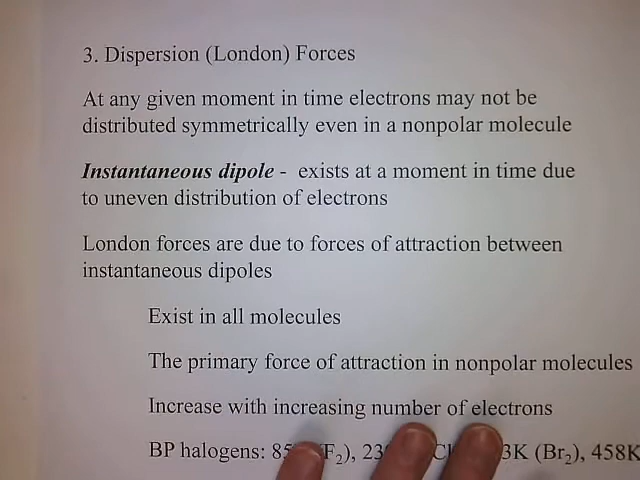 3. Dispersion (London) Forces
At any given moment in time electrons may not be
distributed symmetrically even in a nonpolar molecule
Instantaneous dipole - exists at a moment in time due
to uneven distribution of electrons
London forces are due to forces of attraction between
instantaneous dipoles
Exist in all molecules
The primary force of attraction in nonpolar molecules
Increase with increasing number of electrons
BP halogens: 85 F₂), 23 3K (Br₂), 458K